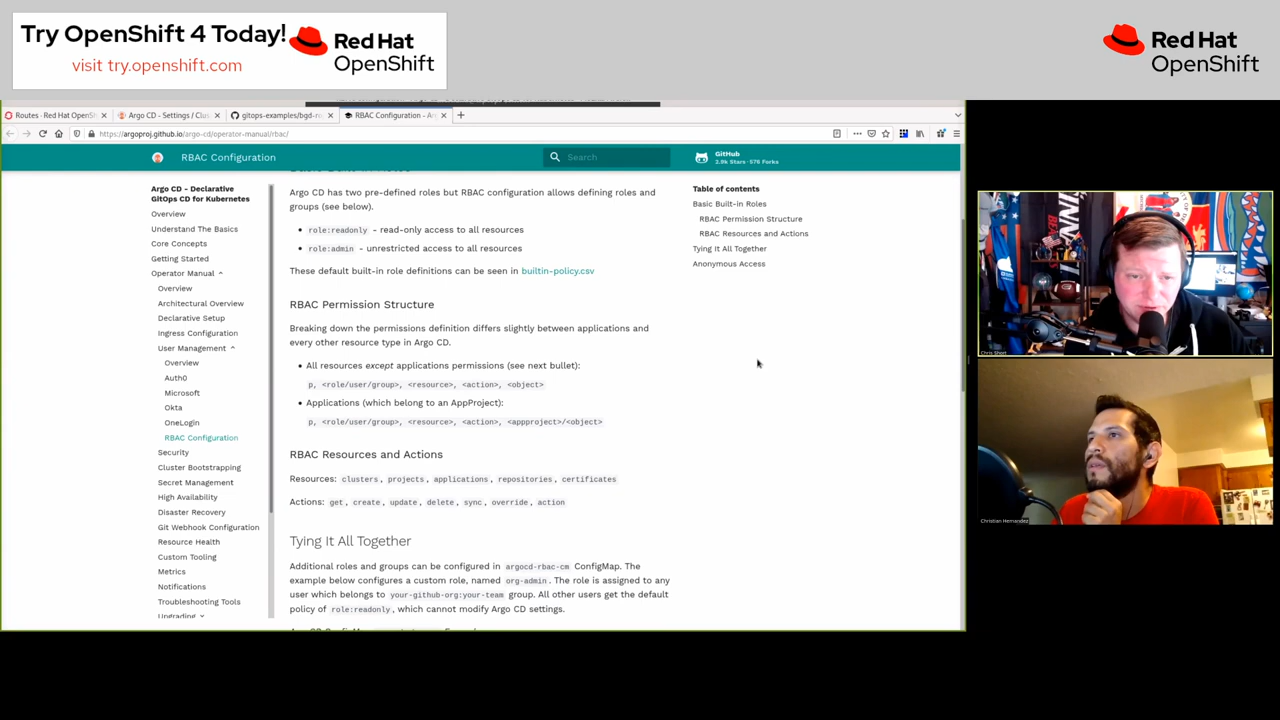 Try OpenShift 4 Today!
visit try.openshift.com
Red Hat
OpenShift
Red Hat
OpenShift
Routes · Red Hat OpenSh
Argo CD - Settings / Clus
gitops-examples/bgd-n
RBAC Configuration - Ar
https://argoproj.github.io/argo-cd/operator-manual/rbac/
RBAC Configuration
Search
GitHub
2.9k Stars · 576 Forks
Argo CD - Declarative
GitOps CD for Kubernetes
Overview
Understand The Basics
Core Concepts
Getting Started
Operator Manual
Overview
Architectural Overview
Declarative Setup
Ingress Configuration
User Management
Overview
Auth0
Microsoft
Okta
OneLogin
RBAC Configuration
Security
Cluster Bootstrapping
Secret Management
High Availability
Disaster Recovery
Git Webhook Configuration
Resource Health
Custom Tooling
Metrics
Notifications
Troubleshooting Tools
Upgrading
Argo CD has two pre-defined roles but RBAC configuration allows defining roles and
groups (see below).
• role:readonly - read-only access to all resources
• role:admin - unrestricted access to all resources
These default built-in role definitions can be seen in builtin-policy.csv
RBAC Permission Structure
Breaking down the permissions definition differs slightly between applications and
every other resource type in Argo CD.
• All resources except applications permissions (see next bullet):
p, <role/user/group>, <resource>, <action>, <object>
• Applications (which belong to an AppProject):
p, <role/user/group>, <resource>, <action>, <appproject>/<object>
RBAC Resources and Actions
Resources: clusters, projects, applications, repositories, certificates
Actions: get, create, update, delete, sync, override, action
Tying It All Together
Additional roles and groups can be configured in argocd-rbac-cm ConfigMap. The
example below configures a custom role, named org-admin. The role is assigned to any
user which belongs to your-github-org:your-team group. All other users get the default
policy of role:readonly, which cannot modify Argo CD settings.
Table of contents
Basic Built-in Roles
RBAC Permission Structure
RBAC Resources and Actions
Tying It All Together
Anonymous Access
Chris Short
Christian Hernandez